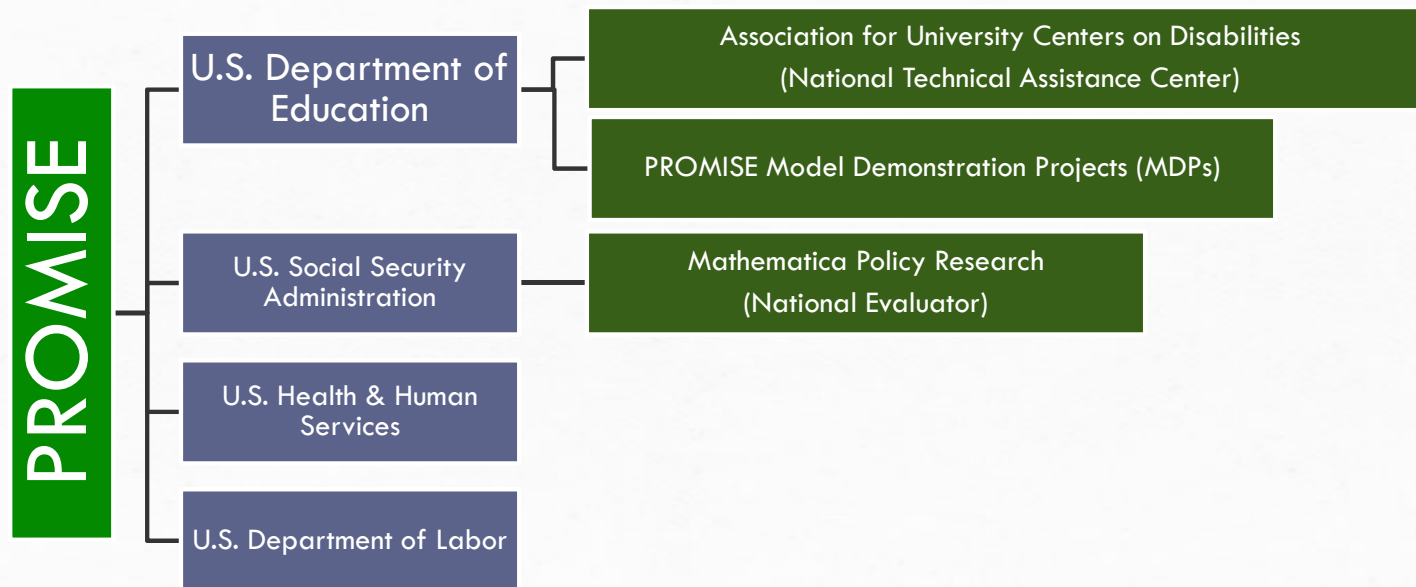 PROMISE
U.S. Department of
Education
Association for University Centers on Disabilities
(National Technical Assistance Center)
PROMISE Model Demonstration Projects (MDPs)
U.S. Social Security
Administration
Mathematica Policy Research
(National Evaluator)
U.S. Health & Human
Services
U.S. Department of Labor